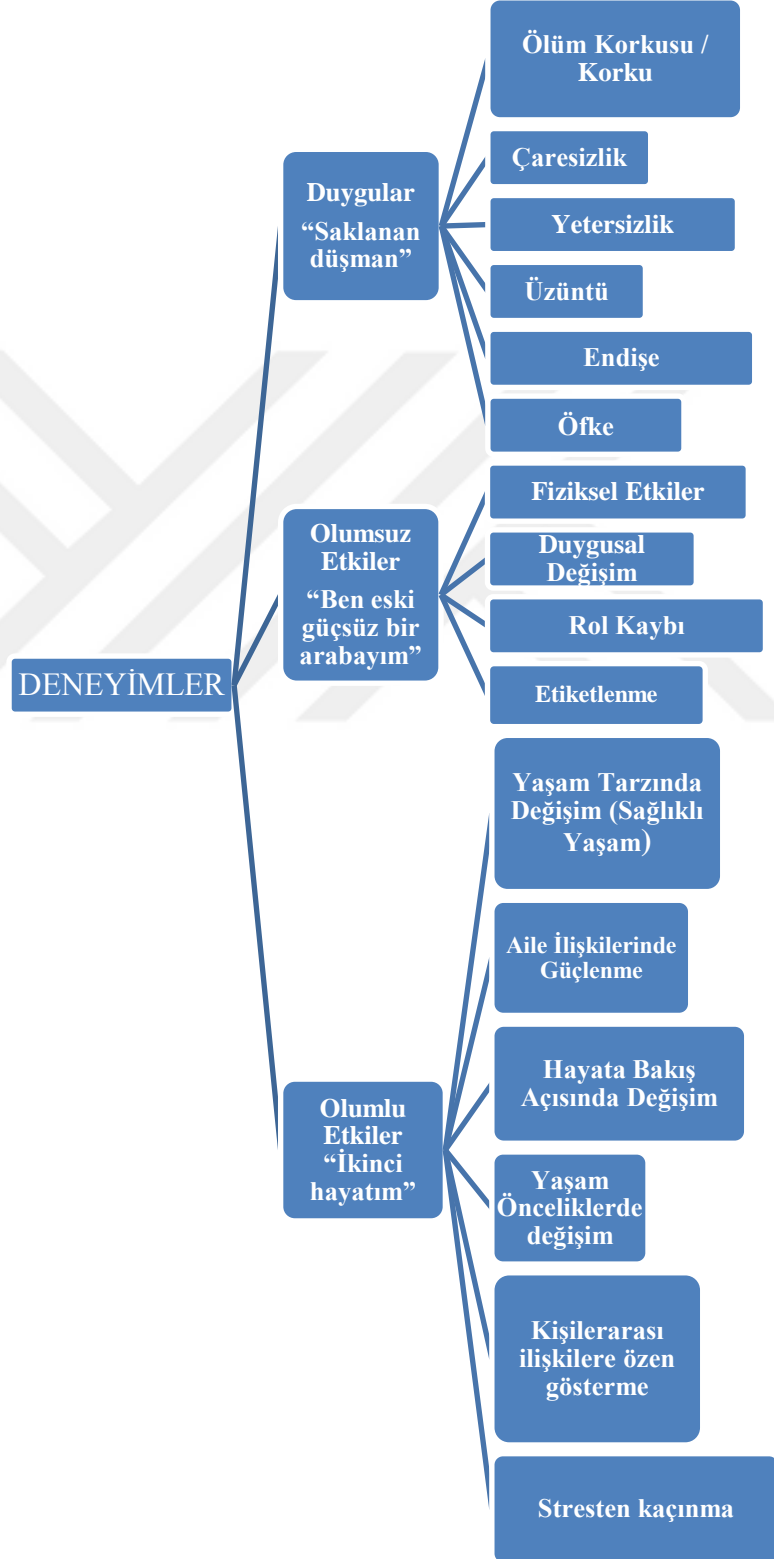 DENEYİMLER
Duygular
“Saklanan
düşman”
Ölüm Korkusu /
Korku
Çaresizlik
Yetersizlik
Üzüntü
Endişe
Öfke
Olumsuz
Etkiler
“Ben eski
güçsüz bir
arabayım”
Fiziksel Etkiler
Duygusal
Değişim
Rol Kaybı
Etiketlenme
Olumlu
Etkiler
“İkinci
hayatım”
Yaşam Tarzında
Değişim (Sağlıklı
Yaşam)
Aile İlişkilerinde
Güçlenme
Hayata Bakış
Açısında Değişim
Yaşam
Önceliklerde
değişim
Kişilerarası
ilişkilere özen
gösterme
Stresten kaçınma